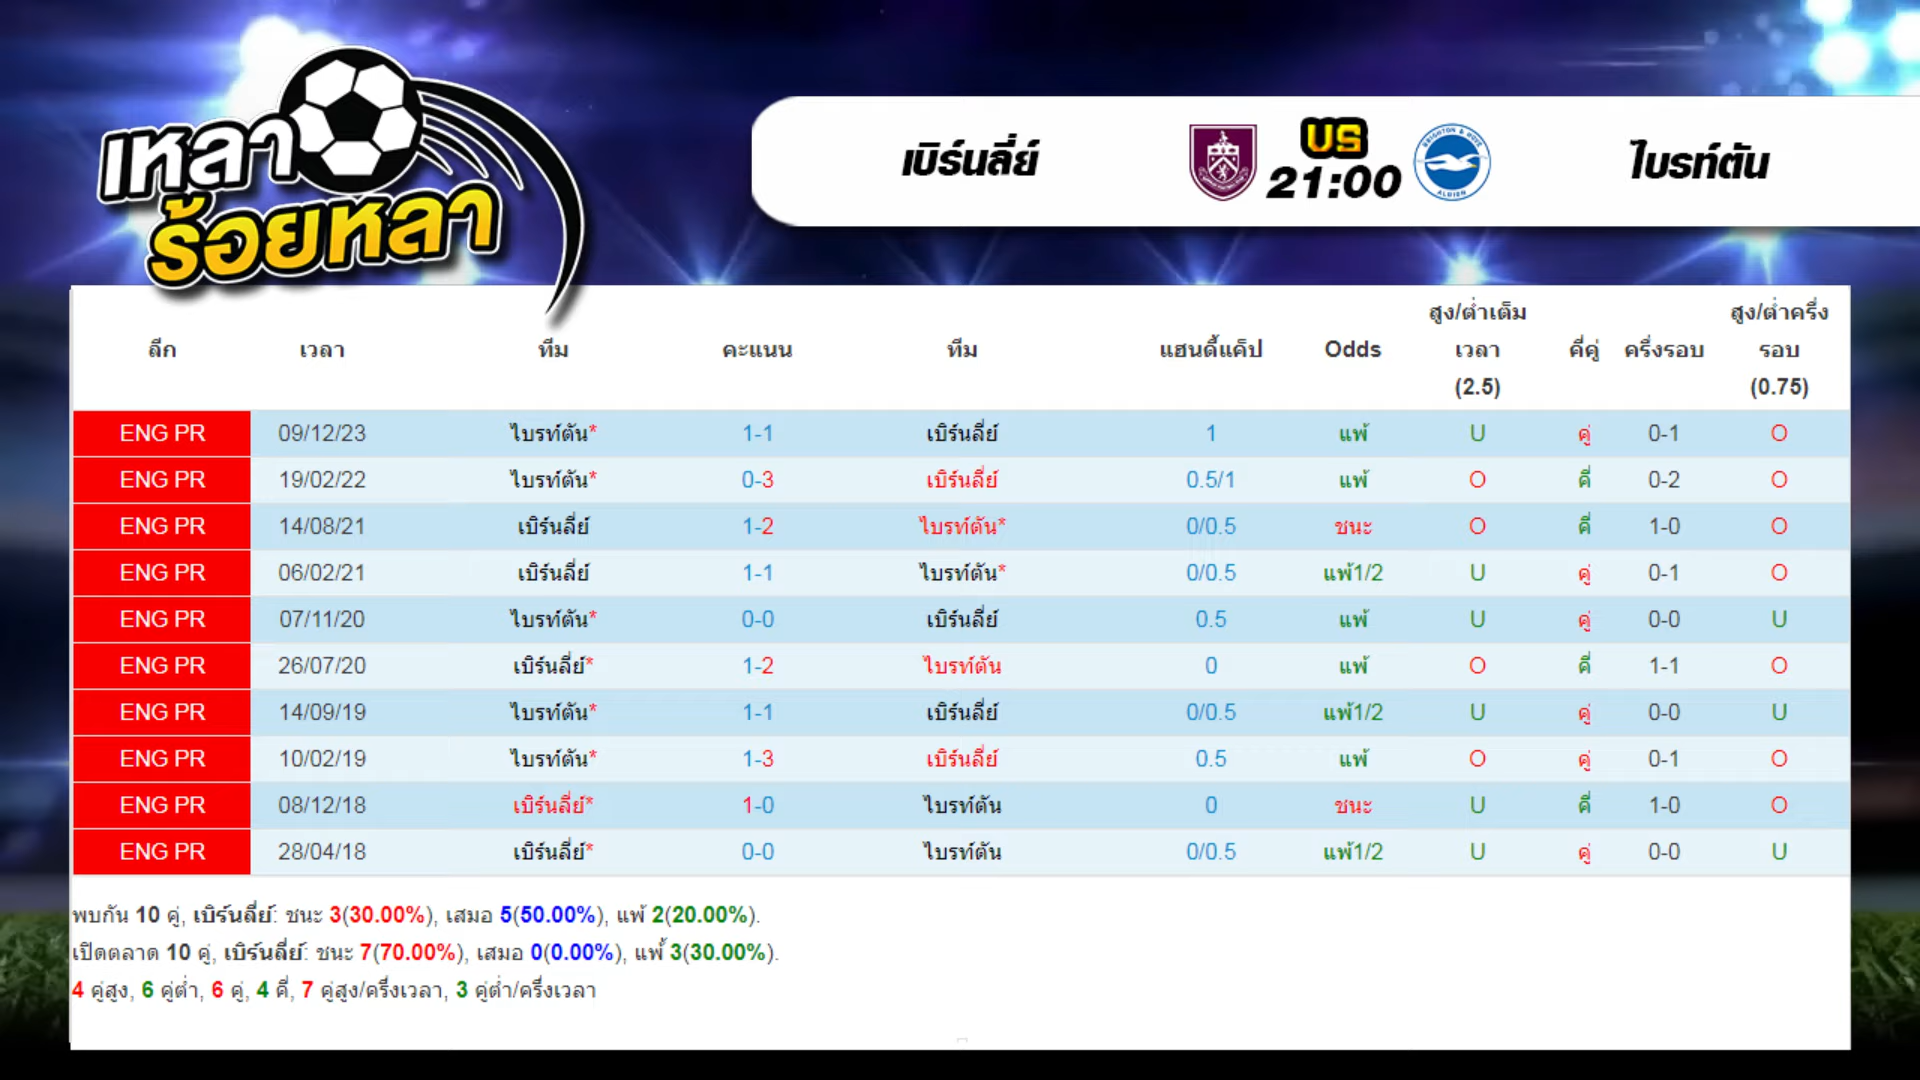 เหลา
ร้อยหลา
เบิร์นลี่ย์ VS 21:00 ไบรท์ตัน
ลีก เวลา ทีม คะแนน ทีม แฮนดี้แค็ป Odds สูง/ต่ำเต็มเวลา (2.5) คี่คู่ ครึ่งรอบ สูง/ต่ำครึ่งรอบ (0.75)
ENG PR 09/12/23 ไบรท์ตัน* 1-1 เบิร์นลี่ย์ 1 แพ้ U คู่ 0-1 O
ENG PR 19/02/22 ไบรท์ตัน* 0-3 เบิร์นลี่ย์ 0.5/1 แพ้ O คี่ 0-2 O
ENG PR 14/08/21 เบิร์นลี่ย์ 1-2 ไบรท์ตัน* 0/0.5 ชนะ O คี่ 1-0 O
ENG PR 06/02/21 เบิร์นลี่ย์ 1-1 ไบรท์ตัน* 0/0.5 แพ้1/2 U คู่ 0-1 O
ENG PR 07/11/20 ไบรท์ตัน* 0-0 เบิร์นลี่ย์ 0.5 แพ้ U คู่ 0-0 U
ENG PR 26/07/20 เบิร์นลี่ย์* 1-2 ไบรท์ตัน 0 แพ้ O คี่ 1-1 O
ENG PR 14/09/19 ไบรท์ตัน* 1-1 เบิร์นลี่ย์ 0/0.5 แพ้1/2 U คู่ 0-0 U
ENG PR 10/02/19 ไบรท์ตัน* 1-3 เบิร์นลี่ย์ 0.5 แพ้ O คู่ 0-1 O
ENG PR 08/12/18 เบิร์นลี่ย์* 1-0 ไบรท์ตัน 0 ชนะ U คี่ 1-0 O
ENG PR 28/04/18 เบิร์นลี่ย์* 0-0 ไบรท์ตัน 0/0.5 แพ้1/2 U คู่ 0-0 U
พบกัน 10 คู่, เบิร์นลี่ย์: ชนะ 3(30.00%), เสมอ 5(50.00%), แพ้ 2(20.00%).
เปิดตลาด 10 คู่, เบิร์นลี่ย์: ชนะ 7(70.00%), เสมอ 0(0.00%), แพ้ 3(30.00%).
4 คู่สูง, 6 คู่ต่ำ, 6 คู่, 4 คี่, 7 คู่สูง/ครึ่งเวลา, 3 คู่ต่ำ/ครึ่งเวลา